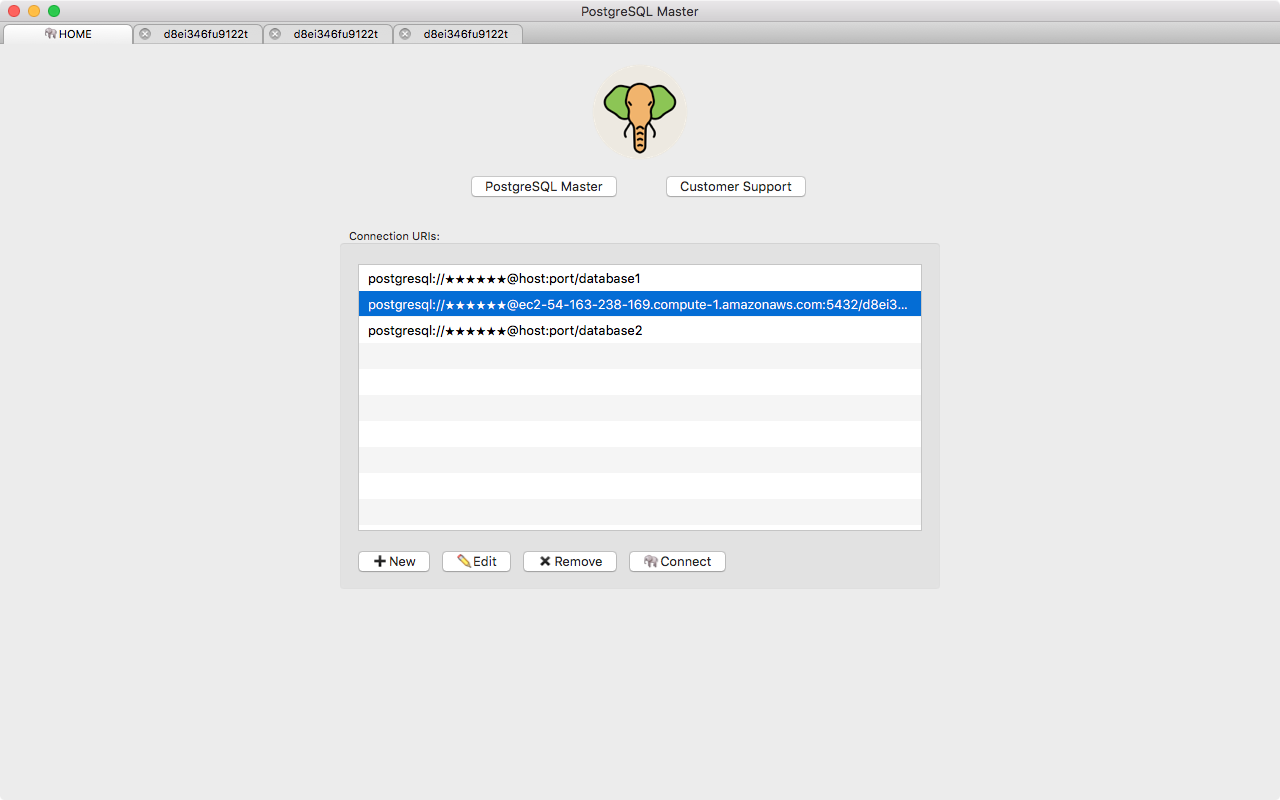 PostgreSQL Master
HOME
d8ei346fu9122t
d8ei346fu9122t
d8ei346fu9122t
PostgreSQL Master
Customer Support
Connection URIs:
postgresql://★★★★★★@host:port/database1
postgresql://★★★★★★@ec2-54-163-238-169.compute-1.amazonaws.com:5432/d8ei3...
postgresql://★★★★★★@host:port/database2
New
Edit
Remove
Connect